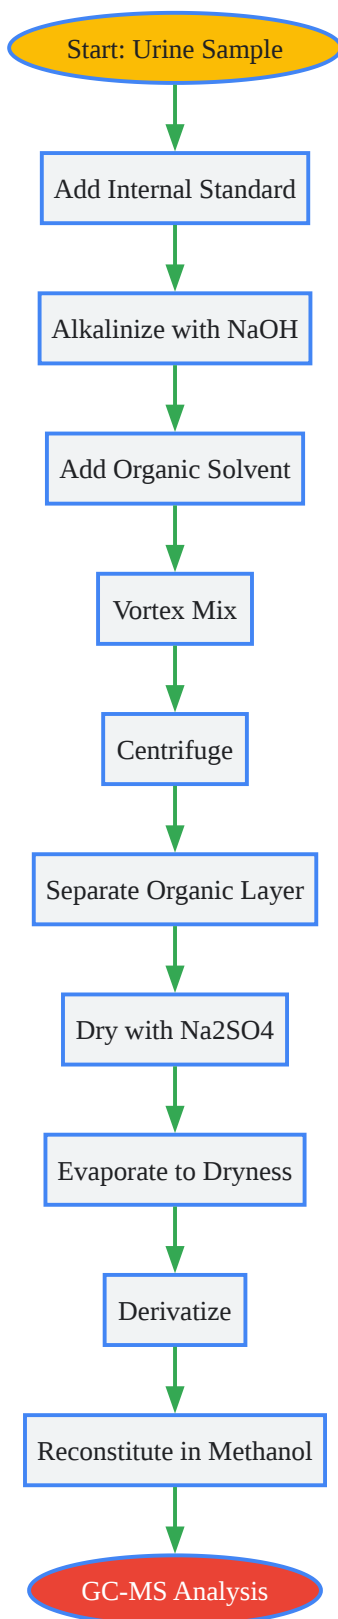 Start: Urine Sample
Add Internal Standard
Alkalinize with NaOH
Add Organic Solvent
Vortex Mix
Centrifuge
Separate Organic Layer
Dry with Na2SO4
Evaporate to Dryness
Derivatize
Reconstitute in Methanol
GC-MS Analysis